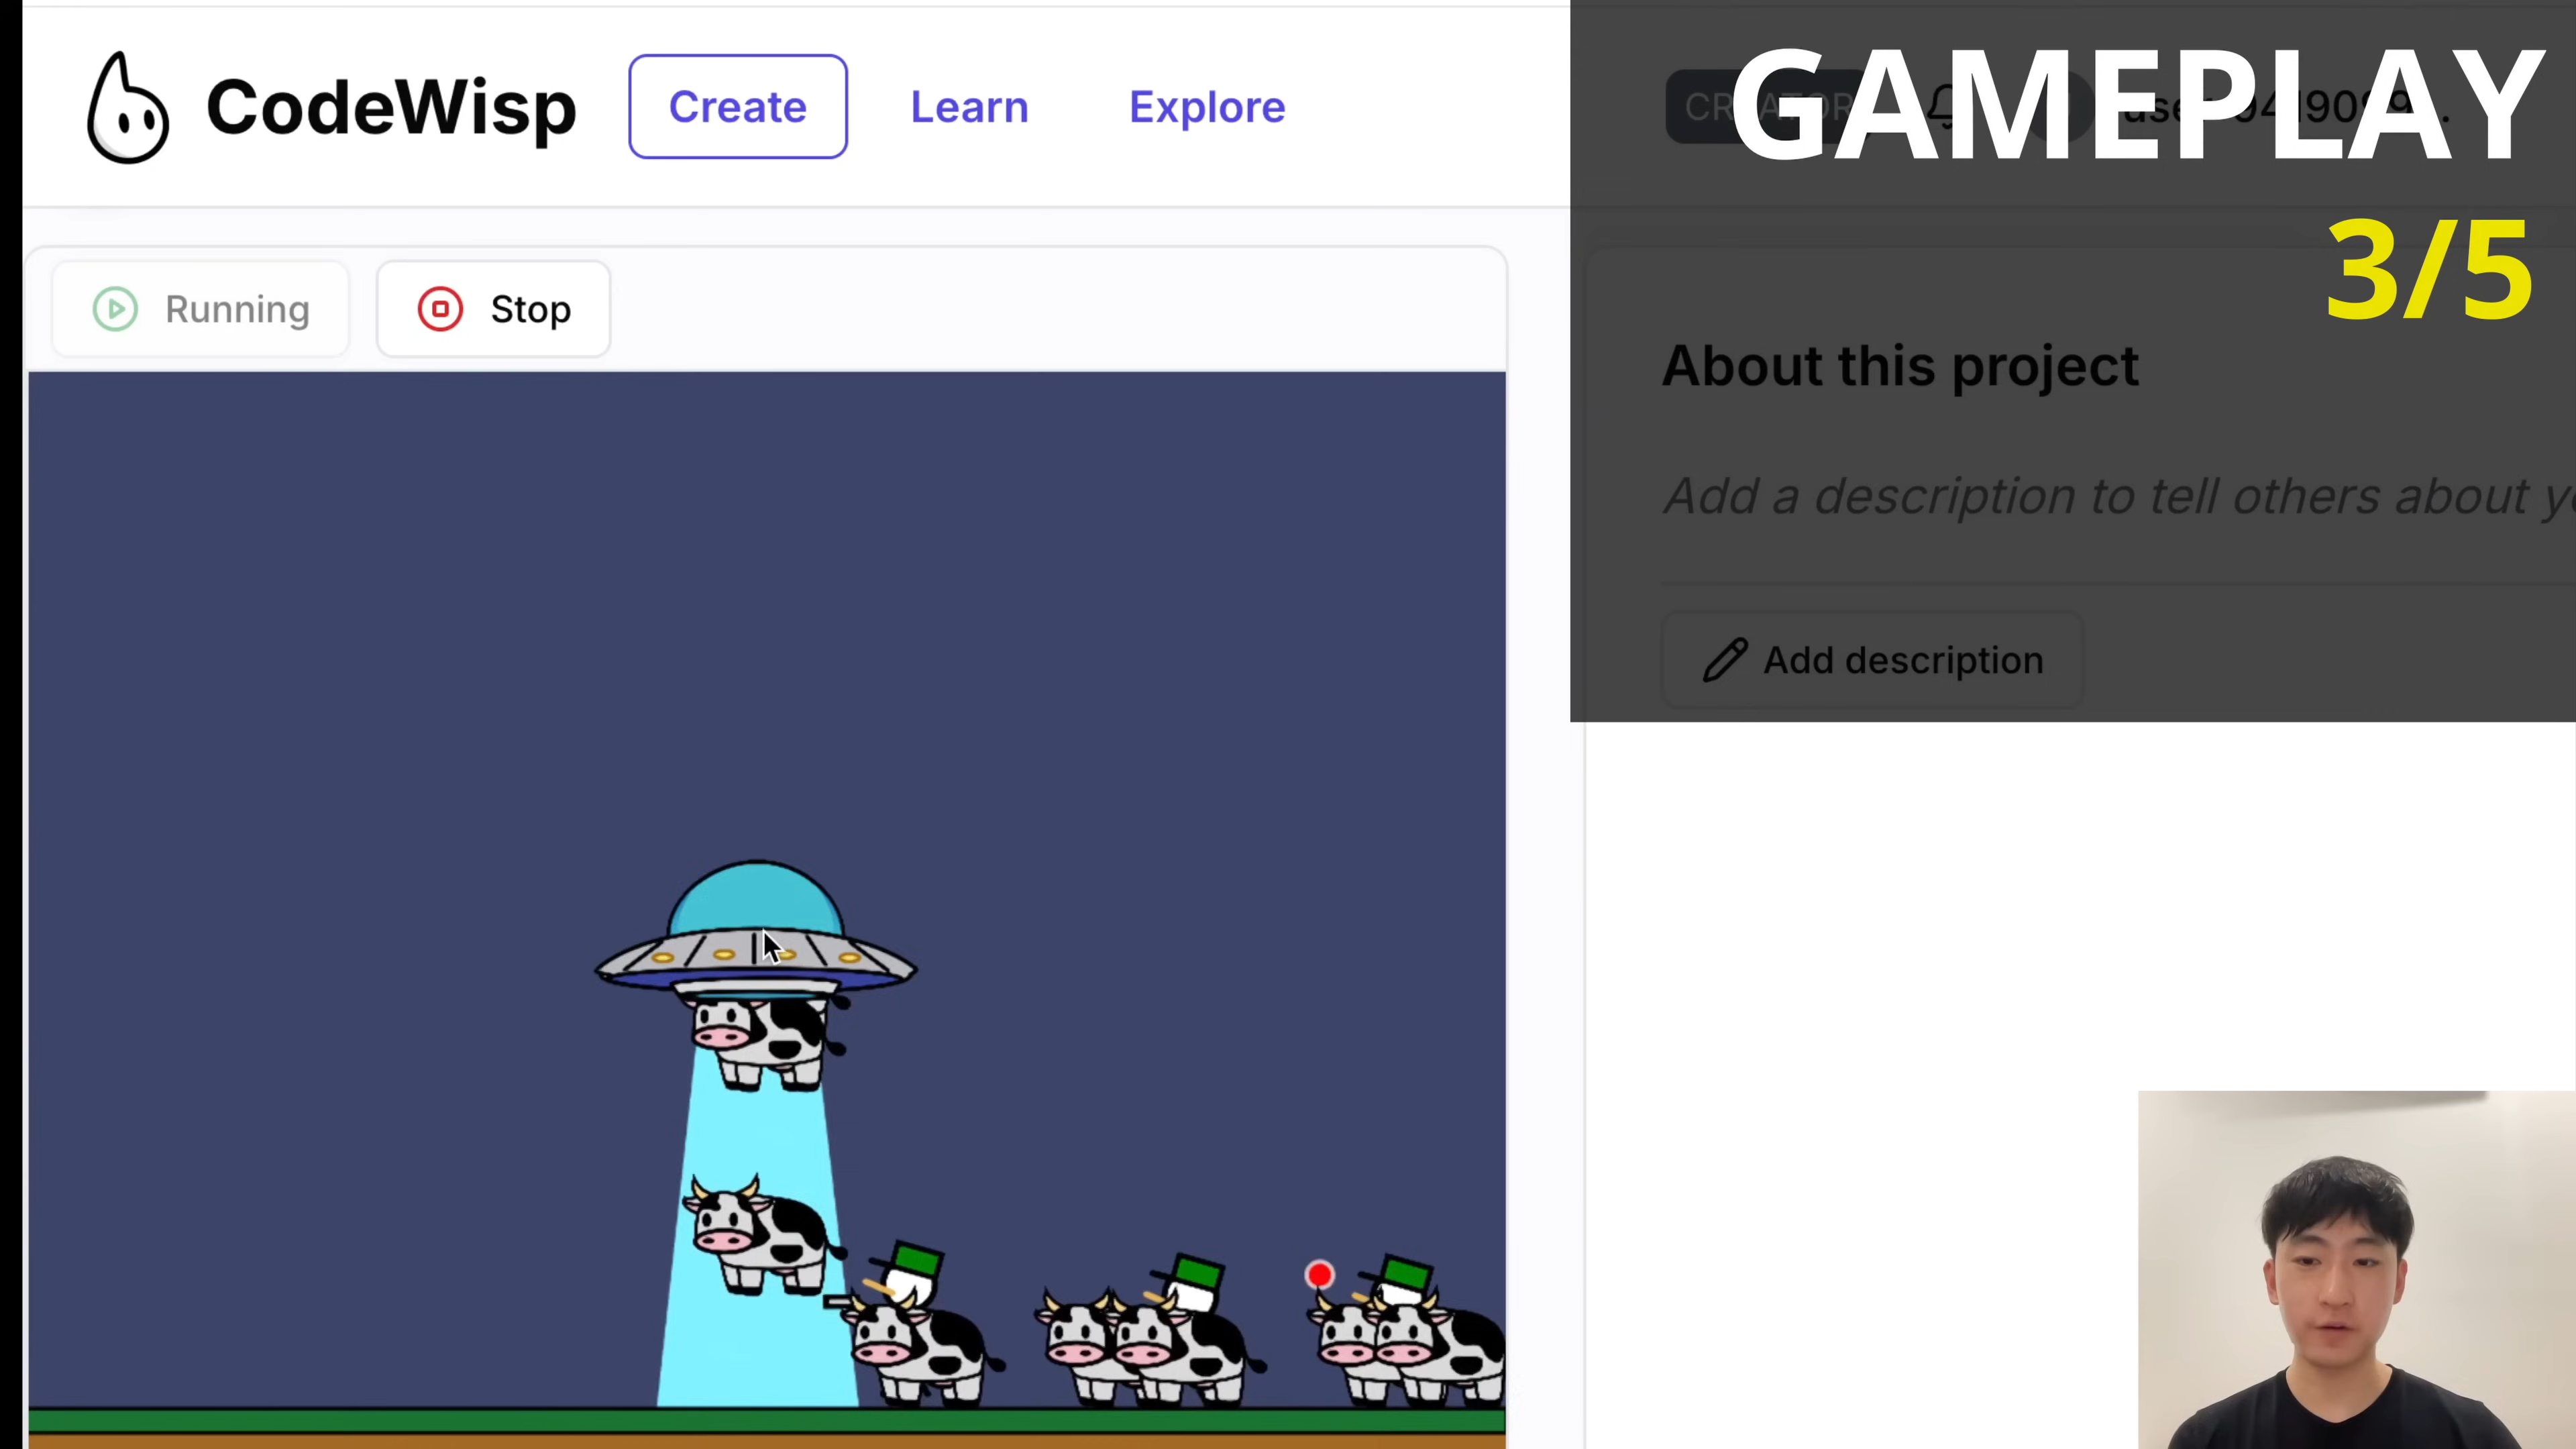 CodeWisp
Create
Learn
Explore
GAMEPLAY
3/5
Running
Stop
About this project
Add a description to tell others about
Add description